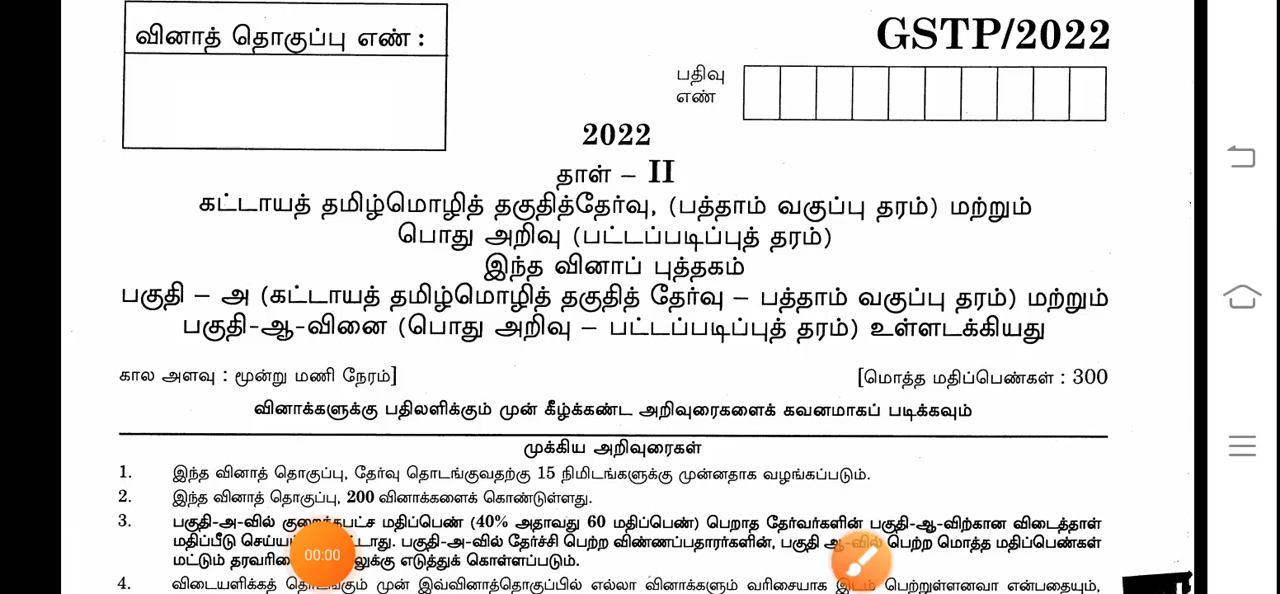 வினாத் தொகுப்பு எண் :
GSTP/2022
பதிவு
எண்
2022
தாள் – II
கட்டாயத் தமிழ்மொழித் தகுதித்தேர்வு, (பத்தாம் வகுப்பு தரம்) மற்றும்
பொது அறிவு (பட்டப்படிப்புத் தரம்)
இந்த வினாப் புத்தகம்
பகுதி – அ (கட்டாயத் தமிழ்மொழித் தகுதித் தேர்வு – பத்தாம் வகுப்பு தரம்) மற்றும்
பகுதி-ஆ-வினை (பொது அறிவு – பட்டப்படிப்புத் தரம்) உள்ளடக்கியது
கால அளவு : மூன்று மணி நேரம்] [மொத்த மதிப்பெண்கள் : 300
வினாக்களுக்கு பதிலளிக்கும் முன் கீழ்க்கண்ட அறிவுரைகளைக் கவனமாகப் படிக்கவும்
முக்கிய அறிவுரைகள்
1. இந்த வினாத் தொகுப்பு, தேர்வு தொடங்குவதற்கு 15 நிமிடங்களுக்கு முன்னதாக வழங்கப்படும்.
2. இந்த வினாத் தொகுப்பு, 200 வினாக்களைக் கொண்டுள்ளது.
3. பகுதி-அ-வில் குறைந்தபட்ச மதிப்பெண் (40% அதாவது 60 மதிப்பெண்) பெறாத தேர்வர்களின் பகுதி-ஆ-விற்கான விடைத்தாள்
மதிப்பீடு பகுதி-அ-வில் தேர்ச்சி பெற்ற விண்ணப்பதாரர்களின், பகுதி ஆ-வில் பெற்ற மொத்த மதிப்பெண்கள்
மட்டும் எடுத்துக் கொள்ளப்படும்.
00:00
4. விடையளிக்கத் தொடங்கும் முன் இவ்வினாத்தொகுப்பில் எல்லா வினாக்களும் வரிசையாக இடம் பெற்றுள்ளனவா என்பதையும்,